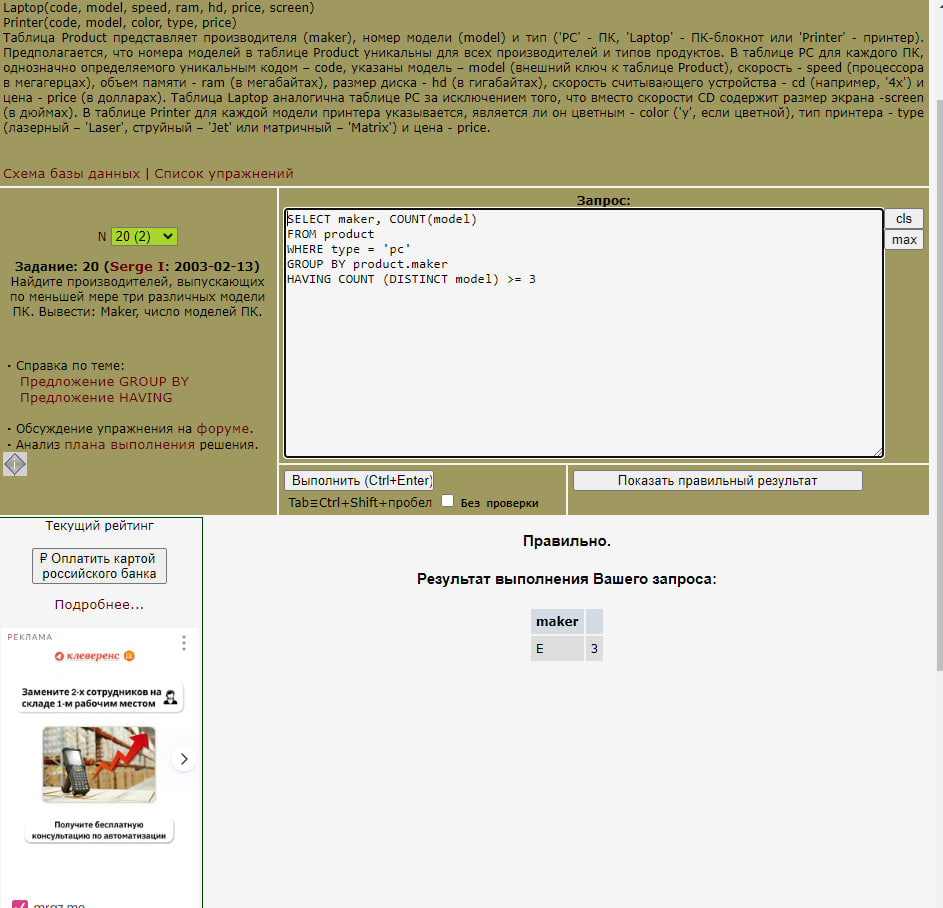 Laptop(code, model, speed, ram, hd, price, screen)
Printer(code, model, color, type, price)
Таблица Product представляет производителя (maker), номер модели (model) и тип ('PC' - ПК, 'Laptop' - ПК-блокнот или 'Printer' - принтер).
Предполагается, что номера моделей в таблице Product уникальны для всех производителей и типов продуктов. В таблице PC для каждого ПК,
однозначно определяемого уникальным кодом – code, указаны модель – model (внешний ключ к таблице Product), скорость - speed (процессора
в мегагерцах), объем памяти - ram (в мегабайтах), размер диска - hd (в гигабайтах), скорость считывающего устройства - cd (например, '4x') и
цена - price (в долларах). Таблица Laptop аналогична таблице РС за исключением того, что вместо скорости CD содержит размер экрана -screen
(в дюймах). В таблице Printer для каждой модели принтера указывается, является ли он цветным - color ('y', если цветной), тип принтера - type
(лазерный – 'Laser', струйный – 'Jet' или матричный – 'Matrix') и цена - price.
Схема базы данных | Список упражнений
N 20 (2)
Задание: 20 (Serge I: 2003-02-13)
Найдите производителей, выпускающих
по меньшей мере три различных модели
ПК. Вывести: Maker, число моделей ПК.
· Справка по теме:
Предложение GROUP BY
Предложение HAVING
· Обсуждение упражнения на форуме.
· Анализ плана выполнения решения.
Запрос:
SELECT maker, COUNT(model)
FROM product
WHERE type = 'pc'
GROUP BY product.maker
HAVING COUNT (DISTINCT model) >= 3
cls
max
Выполнить (Ctrl+Enter)
Tab≡Ctrl+Shift+пробел Без проверки
Показать правильный результат
Текущий рейтинг
₽ Оплатить картой
российского банка
Подробнее...
РЕКЛАМА
клеверенс
Замените 2-х сотрудников на
складе 1-м рабочим местом
Получите бесплатную
консультацию по автоматизации
mrqz.me
Правильно.
Результат выполнения Вашего запроса:
maker
E 3